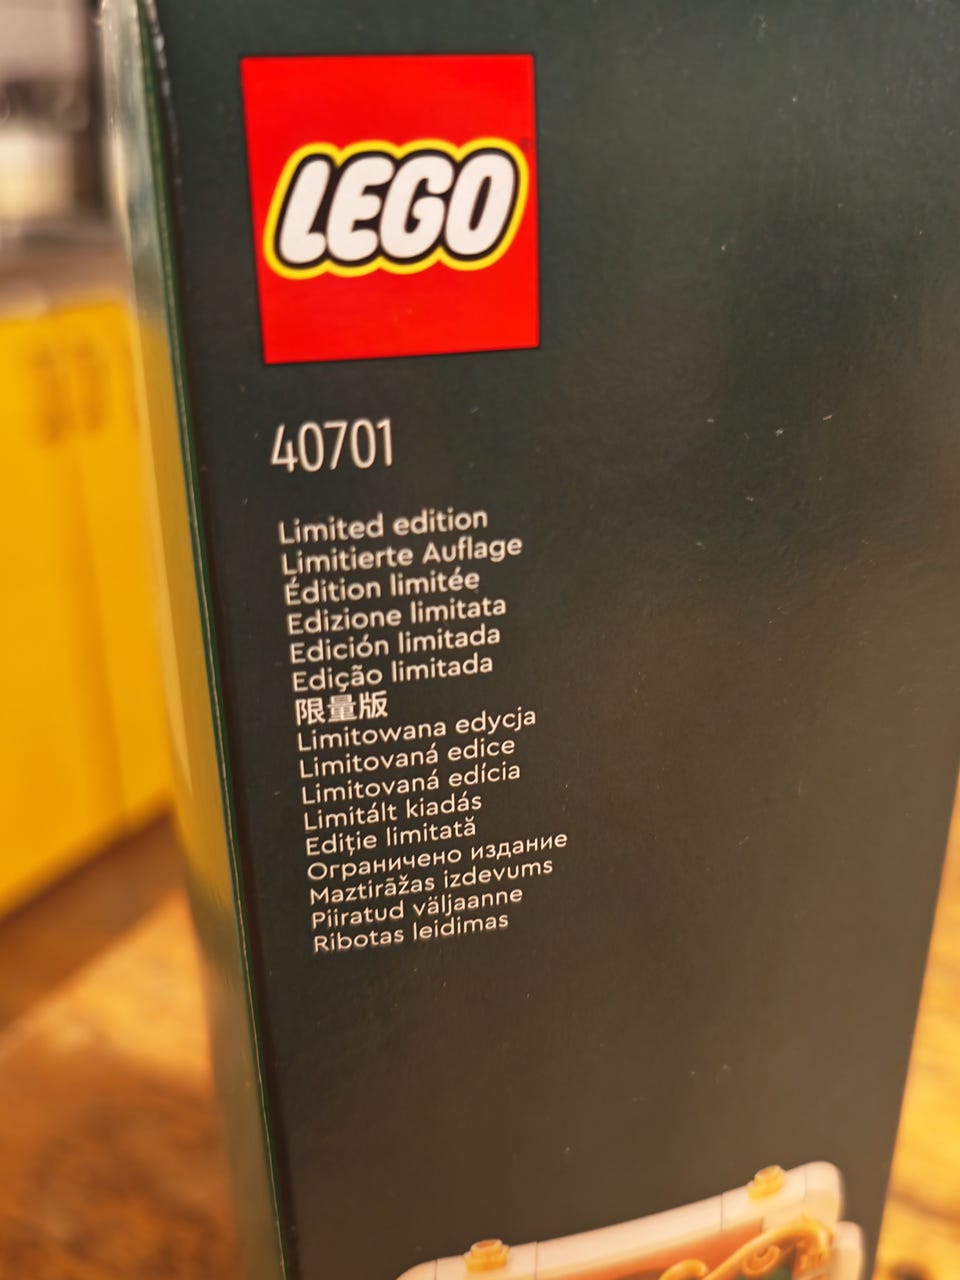 LEGO
40701
Limited edition
Limitierte Auflage
Édition limitée
Edizione limitata
Edición limitada
Edição limitada
限量版
Limitowana edycja
Limitovaná edice
Limitovaná edícia
Limitált kiadás
Ediție limitată
Ограничено издание
Maztirāžas izdevums
Piiratud väljaanne
Ribotas leidimas